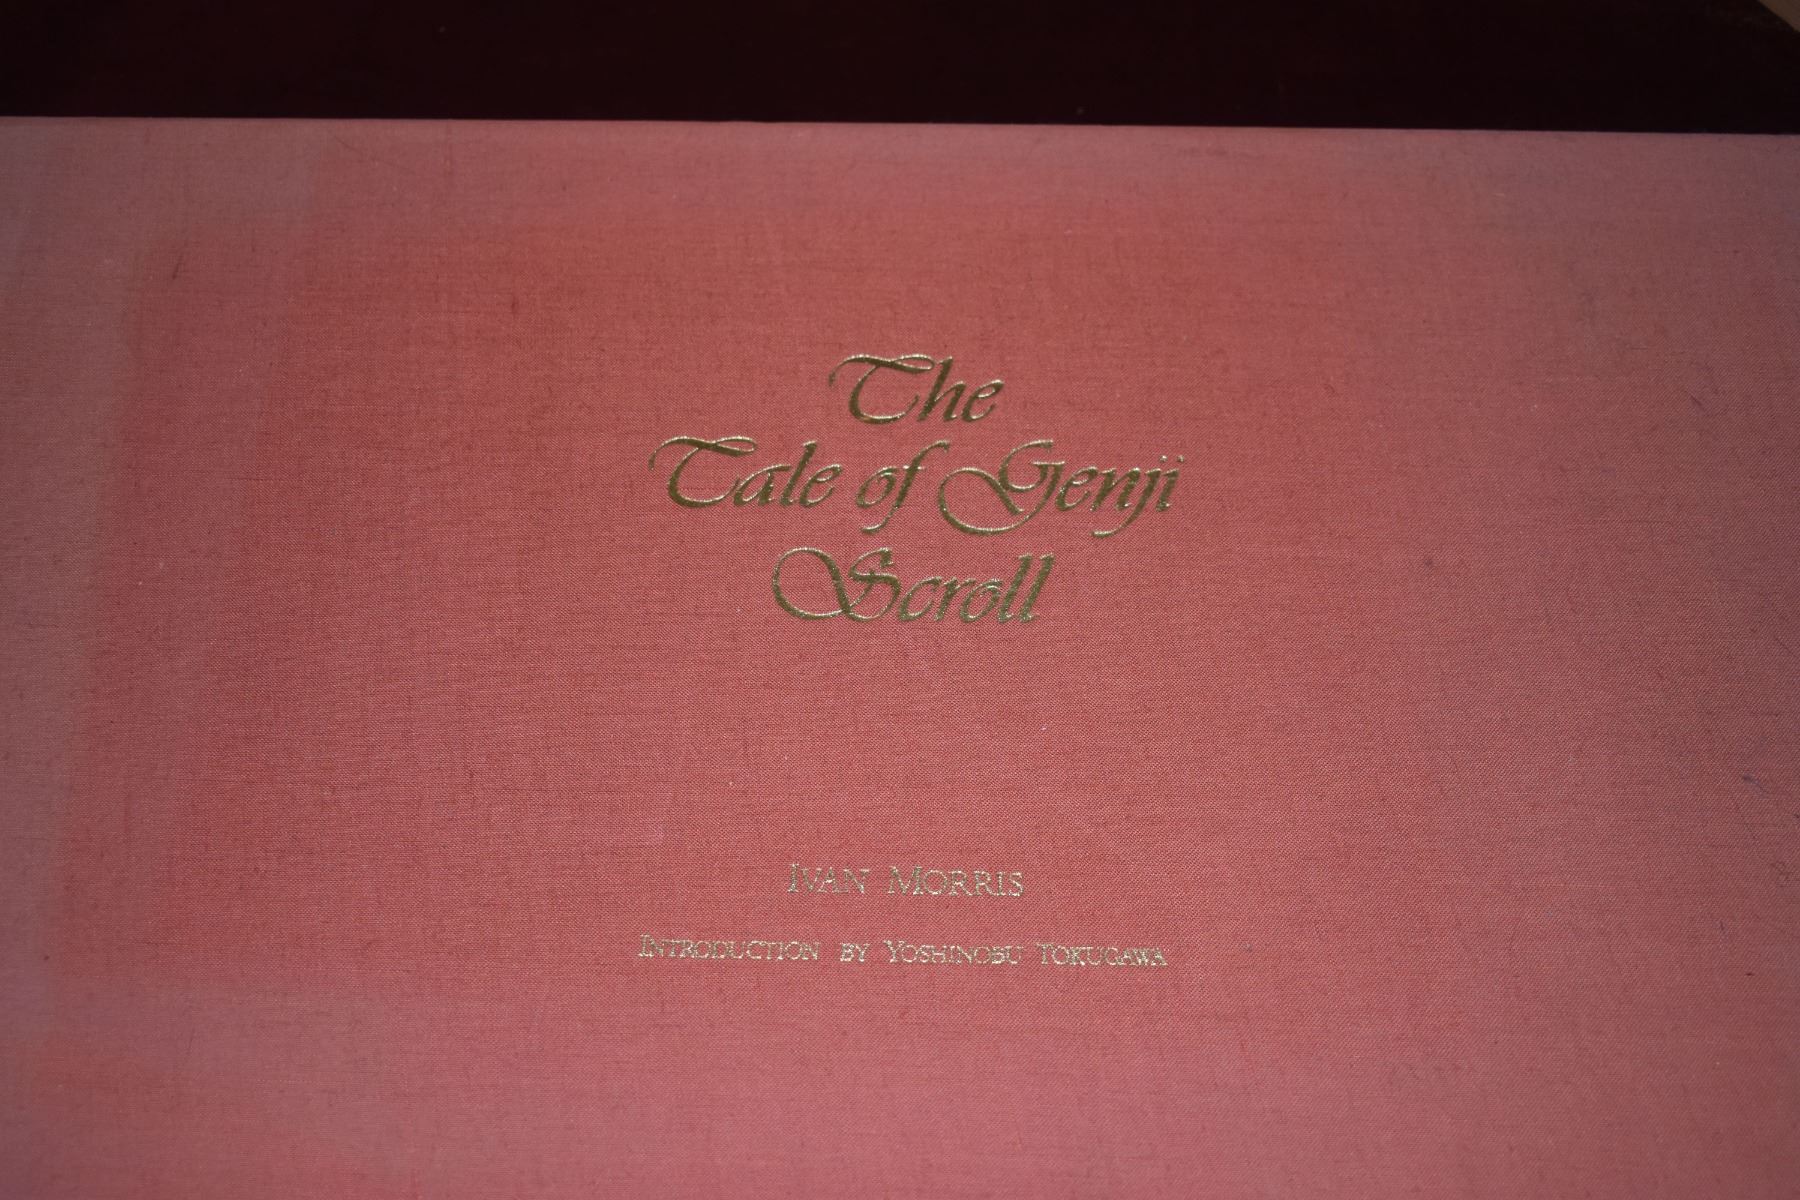 The
Tale of Genji
Scroll
IVAN MORRIS
INTRODUCTION BY YOSHINOBU TOKUGAWA